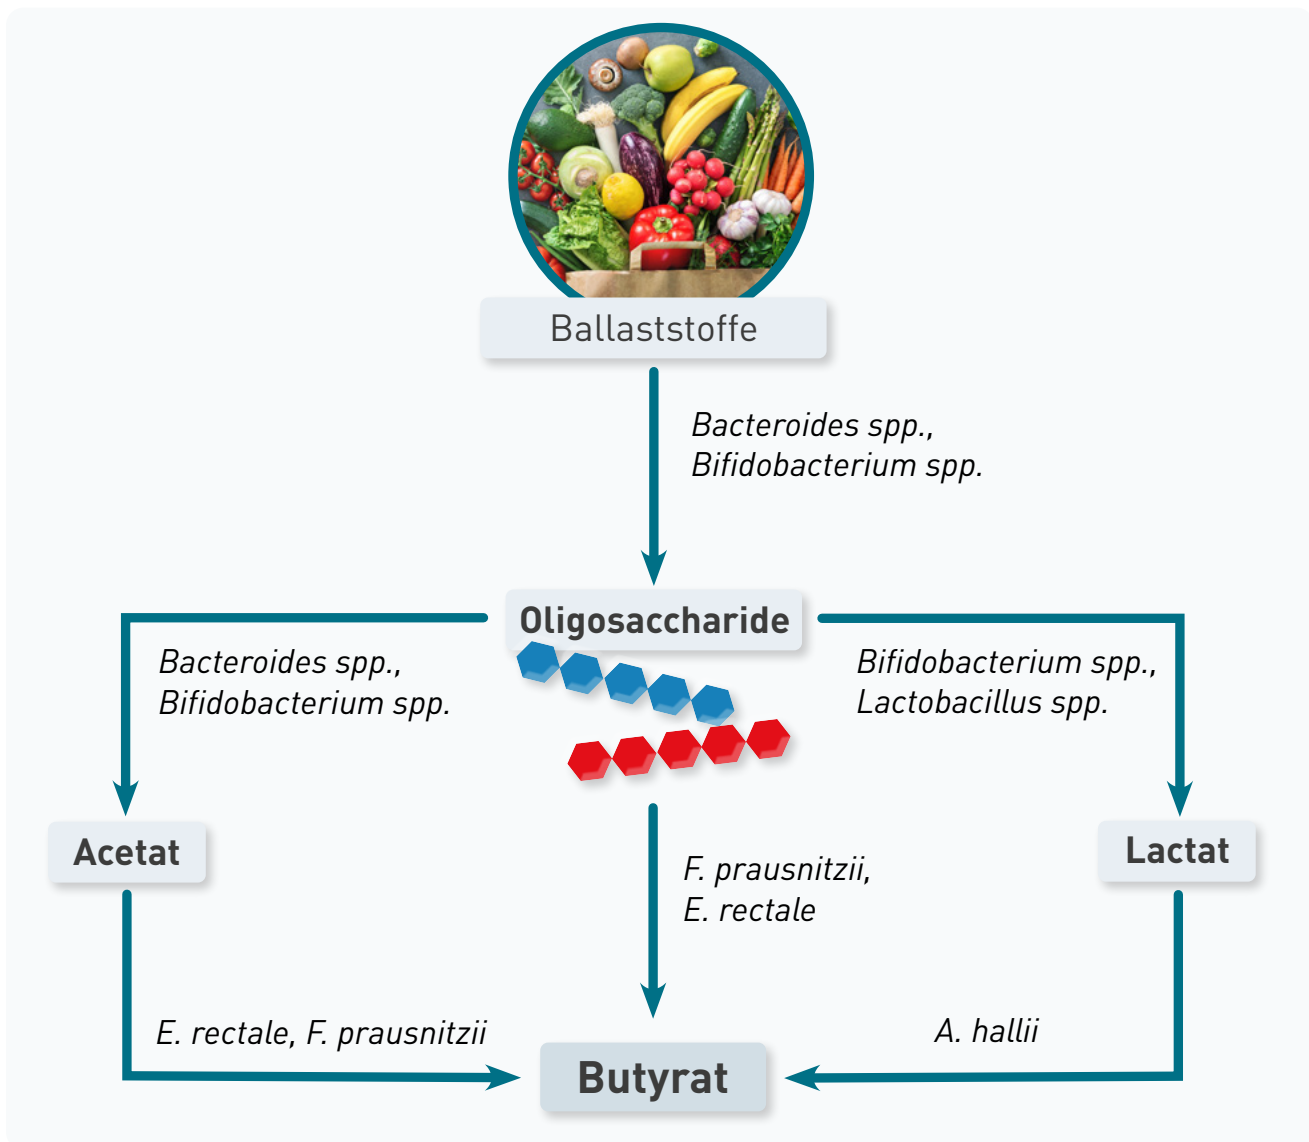 Ballaststoffe
Bacteroides spp.,
Bifidobacterium spp.
Oligosaccharide
Bacteroides spp.,
Bifidobacterium spp.
Bifidobacterium spp.,
Lactobacillus spp.
Acetat
Lactat
F. prausnitzii,
E. rectale
E. rectale, F. prausnitzii
A. hallii
Butyrat